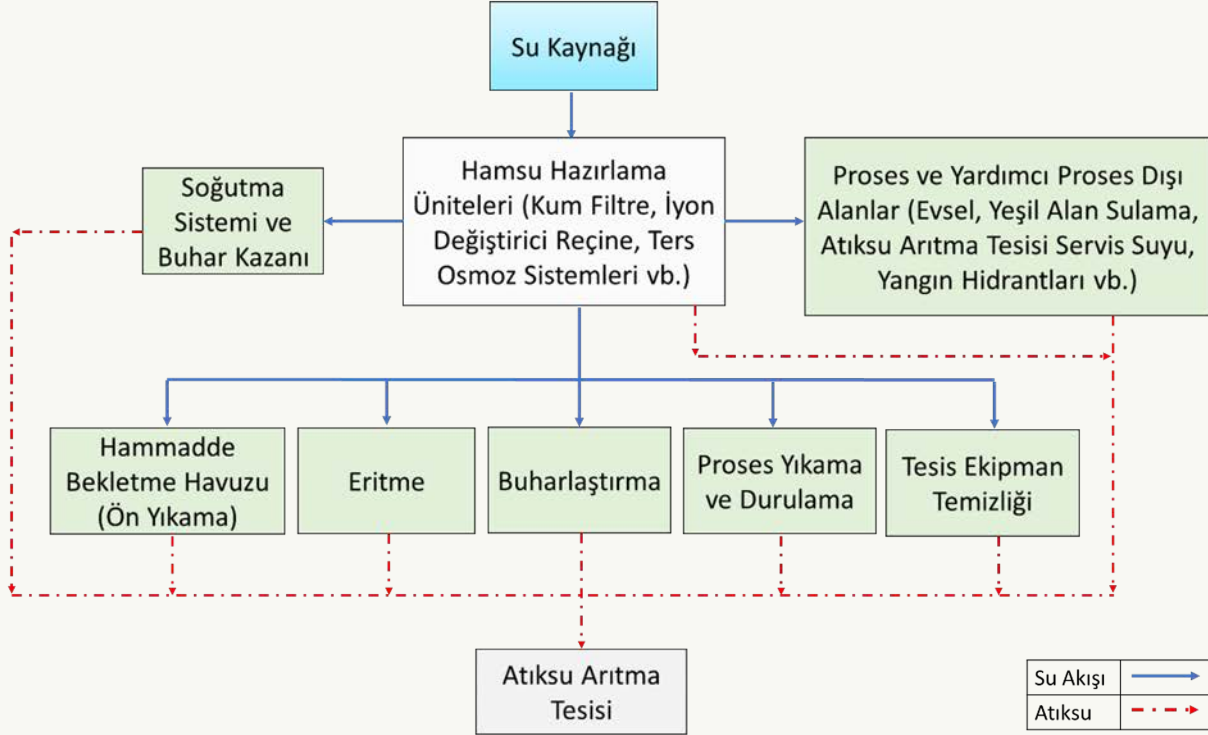 Su Kaynağı
Hamsu Hazırlama
Üniteleri (Kum Filtre, İyon
Değiştirici Reçine, Ters
Osmoz Sistemleri vb.)
Soğutma
Sistemi ve
Buhar Kazanı
Proses ve Yardımcı Proses Dışı
Alanlar (Evsel, Yeşil Alan Sulama,
Atıksu Arıtma Tesisi Servis Suyu,
Yangın Hidrantları vb.)
Hammadde
Bekletme Havuzu
(Ön Yıkama)
Eritme
Buharlaştırma
Proses Yıkama
ve Durulama
Tesis Ekipman
Temizliği
Atıksu Arıtma
Tesisi
Su Akışı
Atıksu